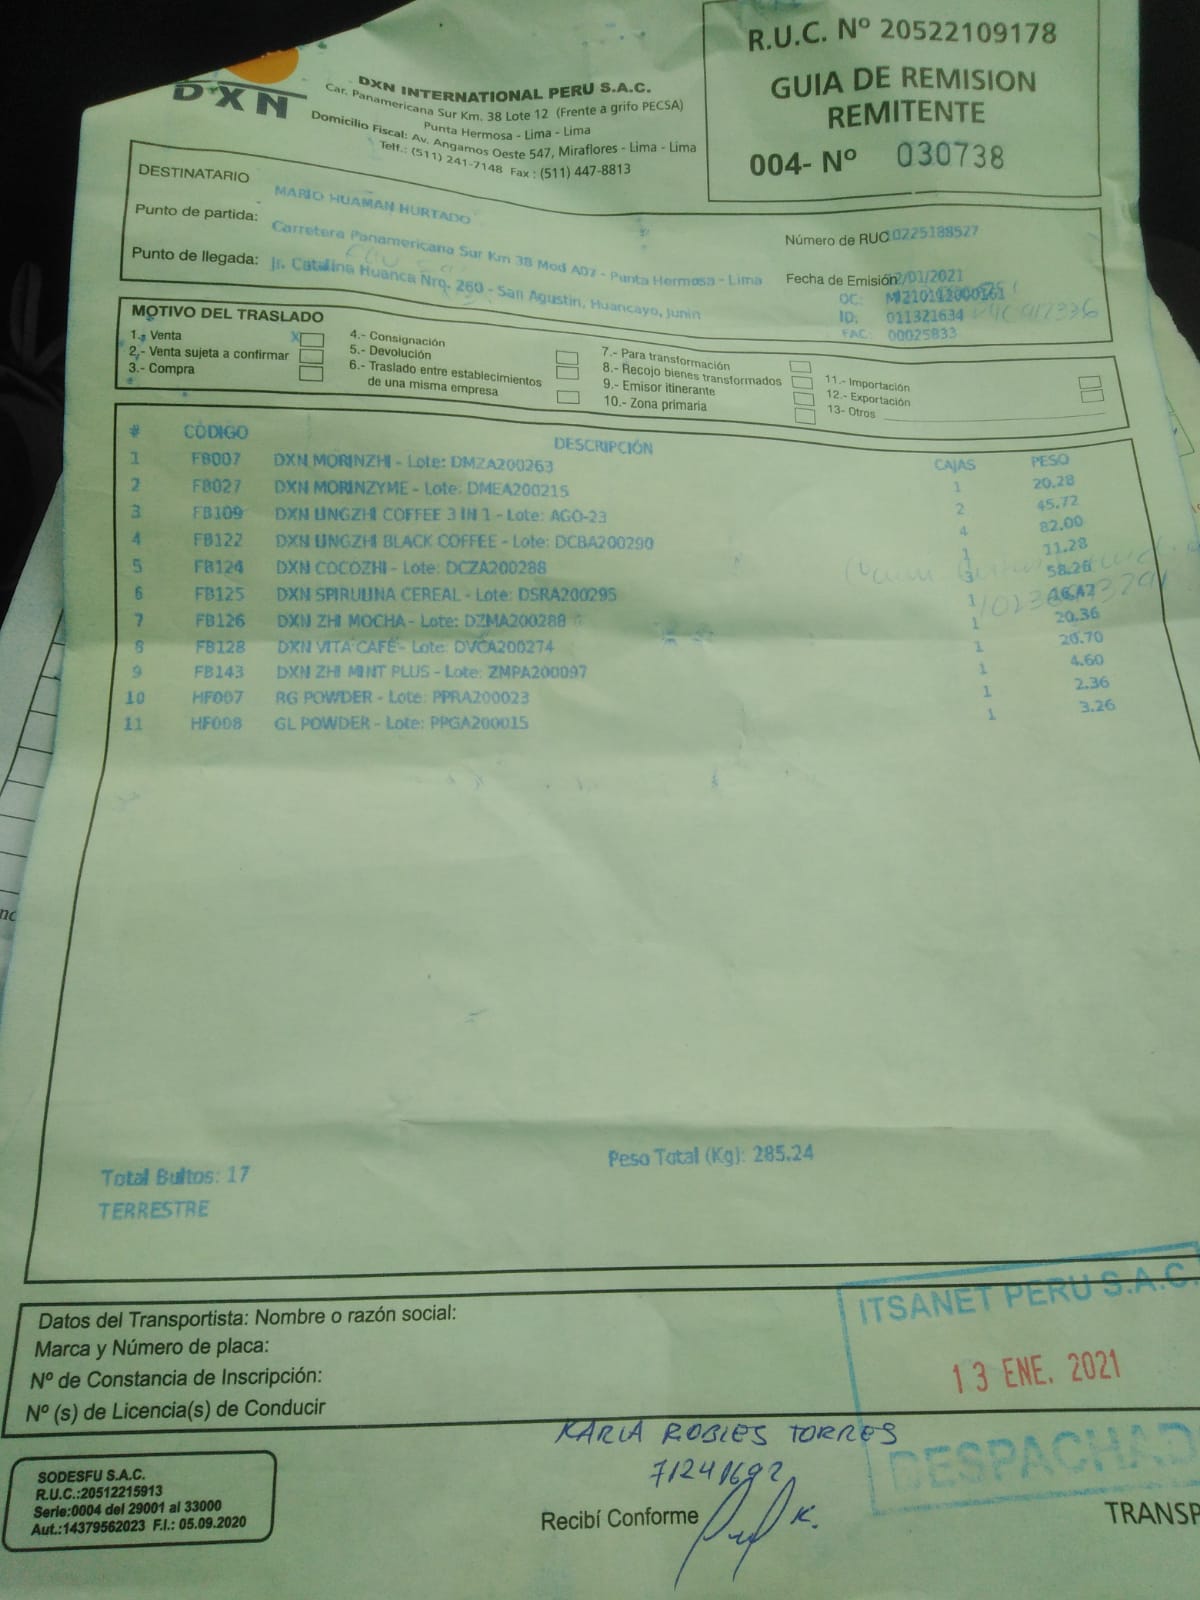 DXN
DXN INTERNATIONAL PERU S.A.C.
Car. Panamericana Sur Km. 38 Lote 12 (Frente a grifo PECSA)
Punta Hermosa - Lima - Lima
Domicilio Fiscal: Av. Angamos Oeste 547, Miraflores - Lima - Lima
Telf.: (511) 241-7148 Fax : (511) 447-8813
R.U.C. Nº 20522109178
GUIA DE REMISION
REMITENTE
004- Nº 030738
DESTINATARIO MARIO HUAMAN HURTADO
Punto de partida: Carretera Panamericana Sur Km 38 Mod A07 - Punta Hermosa - Lima
Punto de llegada: Jr. Catalina Huanca Nro. 260 - San Agustin, Huancayo, Junin
Número de RUC 10225188527
Fecha de Emisión 12/01/2021
OC: M210112000161
ID: 011321634
FAC: 00025833
MOTIVO DEL TRASLADO
1.- Venta X
2.- Venta sujeta a confirmar
3.- Compra
4.- Consignación
5.- Devolución
6.- Traslado entre establecimientos
de una misma empresa
7.- Para transformación
8.- Recojo bienes transformados
9.- Emisor itinerante
10.- Zona primaria
11.- Importación
12.- Exportación
13- Otros
# CÓDIGO DESCRIPCIÓN CAJAS PESO
1 FB007 DXN MORINZHI - Lote: DMZA200263 1 20.28
2 FB027 DXN MORINZYME - Lote: DMEA200215 2 45.72
3 FB109 DXN LINGZHI COFFEE 3 IN 1 - Lote: AGO-23 4 82.00
4 FB122 DXN LINGZHI BLACK COFFEE - Lote: DCBA200290 1 11.28
5 FB124 DXN COCOZHI - Lote: DCZA200288 3 58.26
6 FB125 DXN SPIRULINA CEREAL - Lote: DSRA200295 1 16.42
7 FB126 DXN ZHI MOCHA - Lote: DZMA200288 1 20.36
8 FB128 DXN VITA CAFÉ - Lote: DVCA200274 1 20.70
9 FB143 DXN ZHI MINT PLUS - Lote: ZMPA200097 1 4.60
10 HF007 RG POWDER - Lote: PPRA200023 1 2.36
11 HF008 GL POWDER - Lote: PPGA200015 1 3.26
Total Bultos: 17 Peso Total (Kg): 285.24
TERRESTRE
Datos del Transportista: Nombre o razón social:
Marca y Número de placa:
Nº de Constancia de Inscripción:
Nº (s) de Licencia(s) de Conducir
ITSANET PERU S.A.C.
13 ENE. 2021
DESPACHAD
KARLA ROBLES TORRES
71241692
Recibí Conforme
K.
TRANSP
SODESFU S.A.C.
R.U.C.:20512215913
Serie:0004 del 29001 al 33000
Aut.:14379562023 F.I.: 05.09.2020